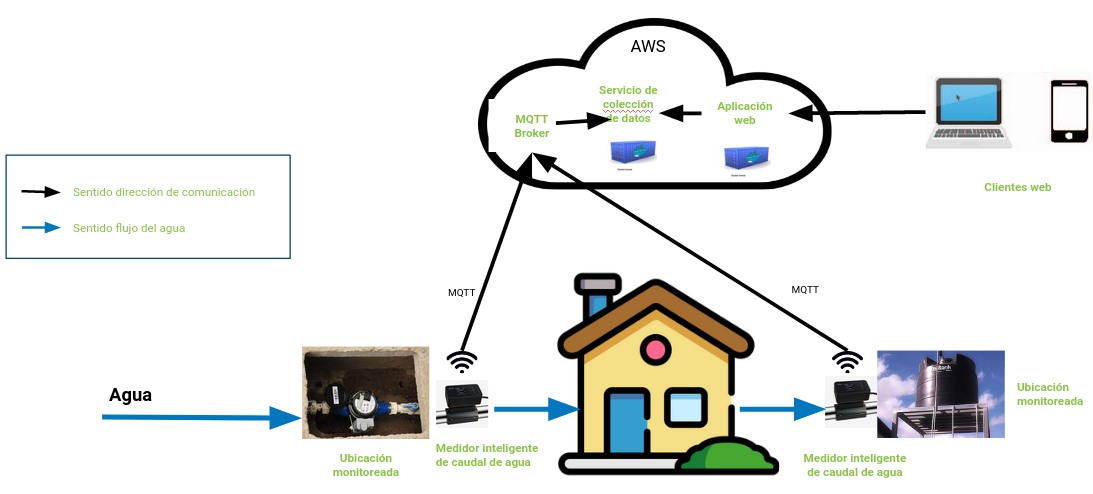 AWS
Servicio de
colección
de datos
Aplicación
web
MQTT
Broker
Clientes web
Sentido dirección de comunicación
Sentido flujo del agua
MQTT
MQTT
Agua
Ubicación
monitoreada
Medidor inteligente
de caudal de agua
Medidor inteligente
de caudal de agua
Ubicación
monitoreada